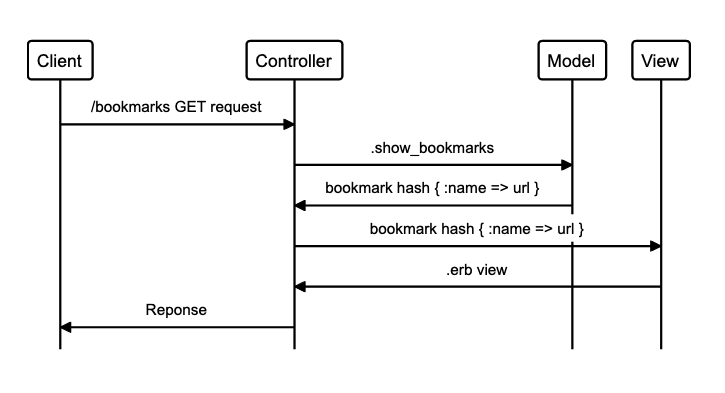 Client Controller Model View
/bookmarks GET request
.show_bookmarks
bookmark hash { :name => url }
bookmark hash { :name => url }
.erb view
Reponse